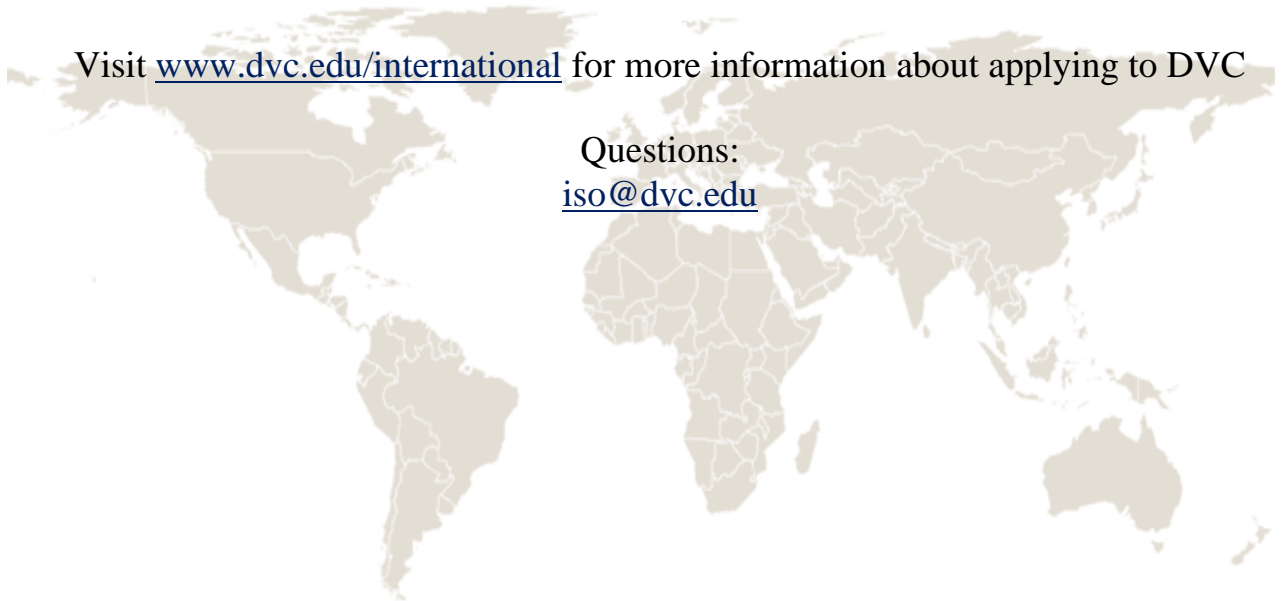 Visit www.dvc.edu/international for more information about applying to DVC
Questions:
iso@dvc.edu